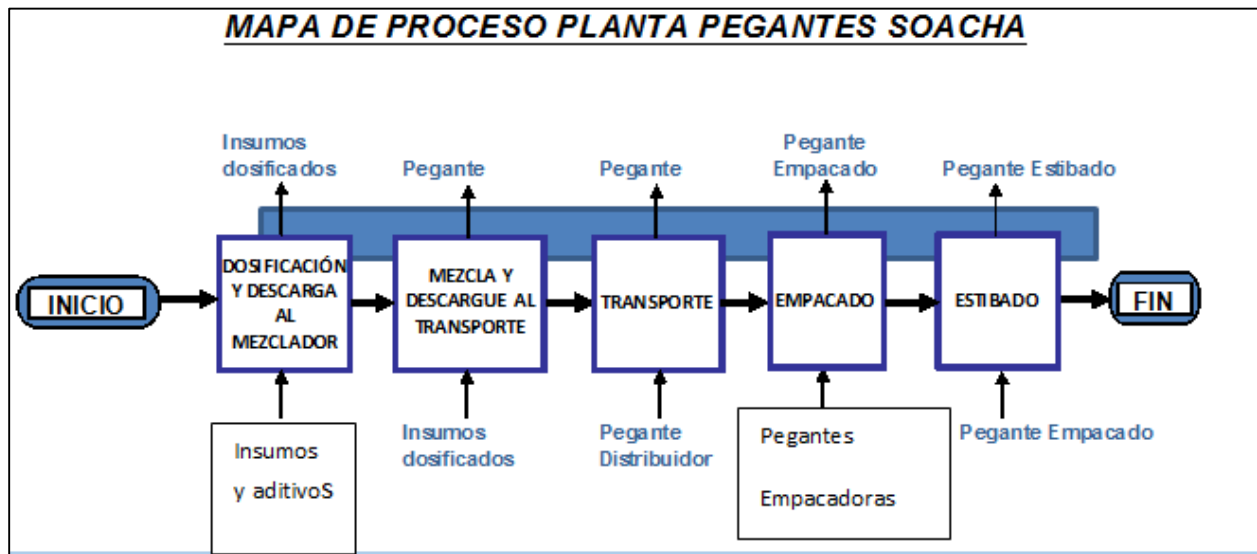 MAPA DE PROCESO PLANTA PEGANTES SOACHA
Insumos
dosificados
Pegante
Pegante
Pegante
Empacado
Pegante Estibado
INICIO
DOSIFICACIÓN
Y DESCARGA
AL
MEZCLADOR
MEZCLA Y
DESCARGUE AL
TRANSPORTE
TRANSPORTE
EMPACADO
ESTIBADO
FIN
Insumos
y aditivoS
Insumos
dosificados
Pegante
Distribuidor
Pegantes
Empacadoras
Pegante Empacado